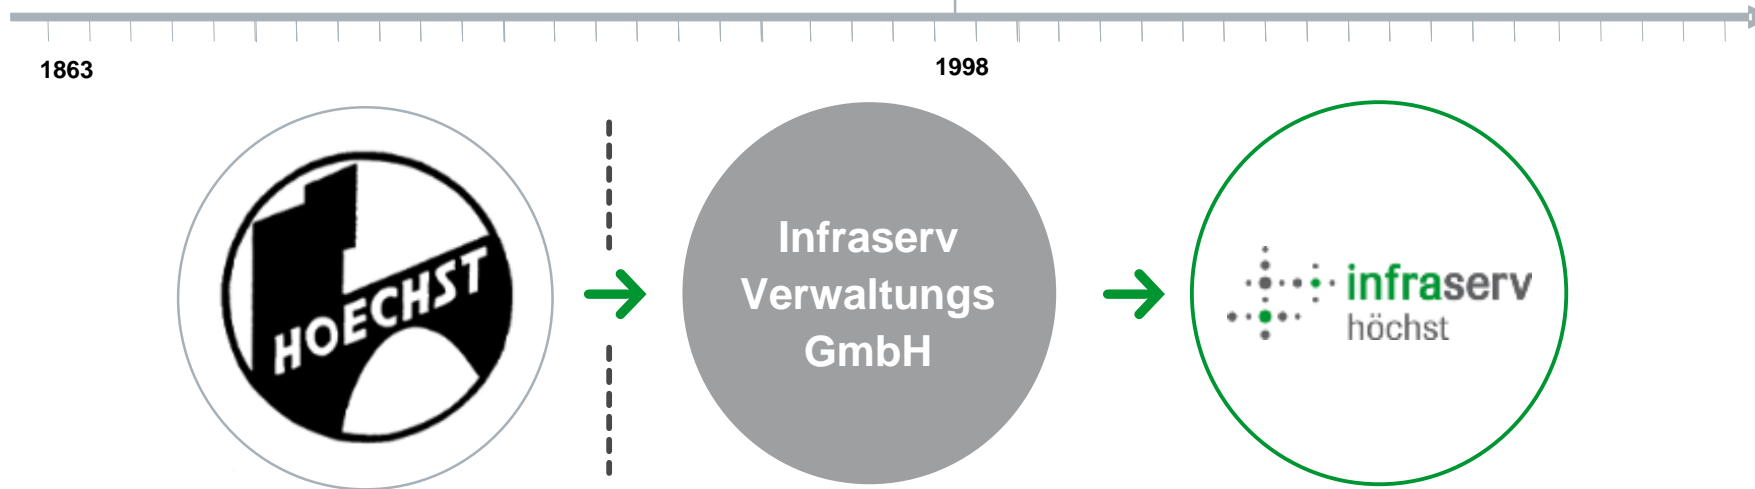 1863
1998
HOECHST
Infraserv
Verwaltungs
GmbH
infraserv
höchst